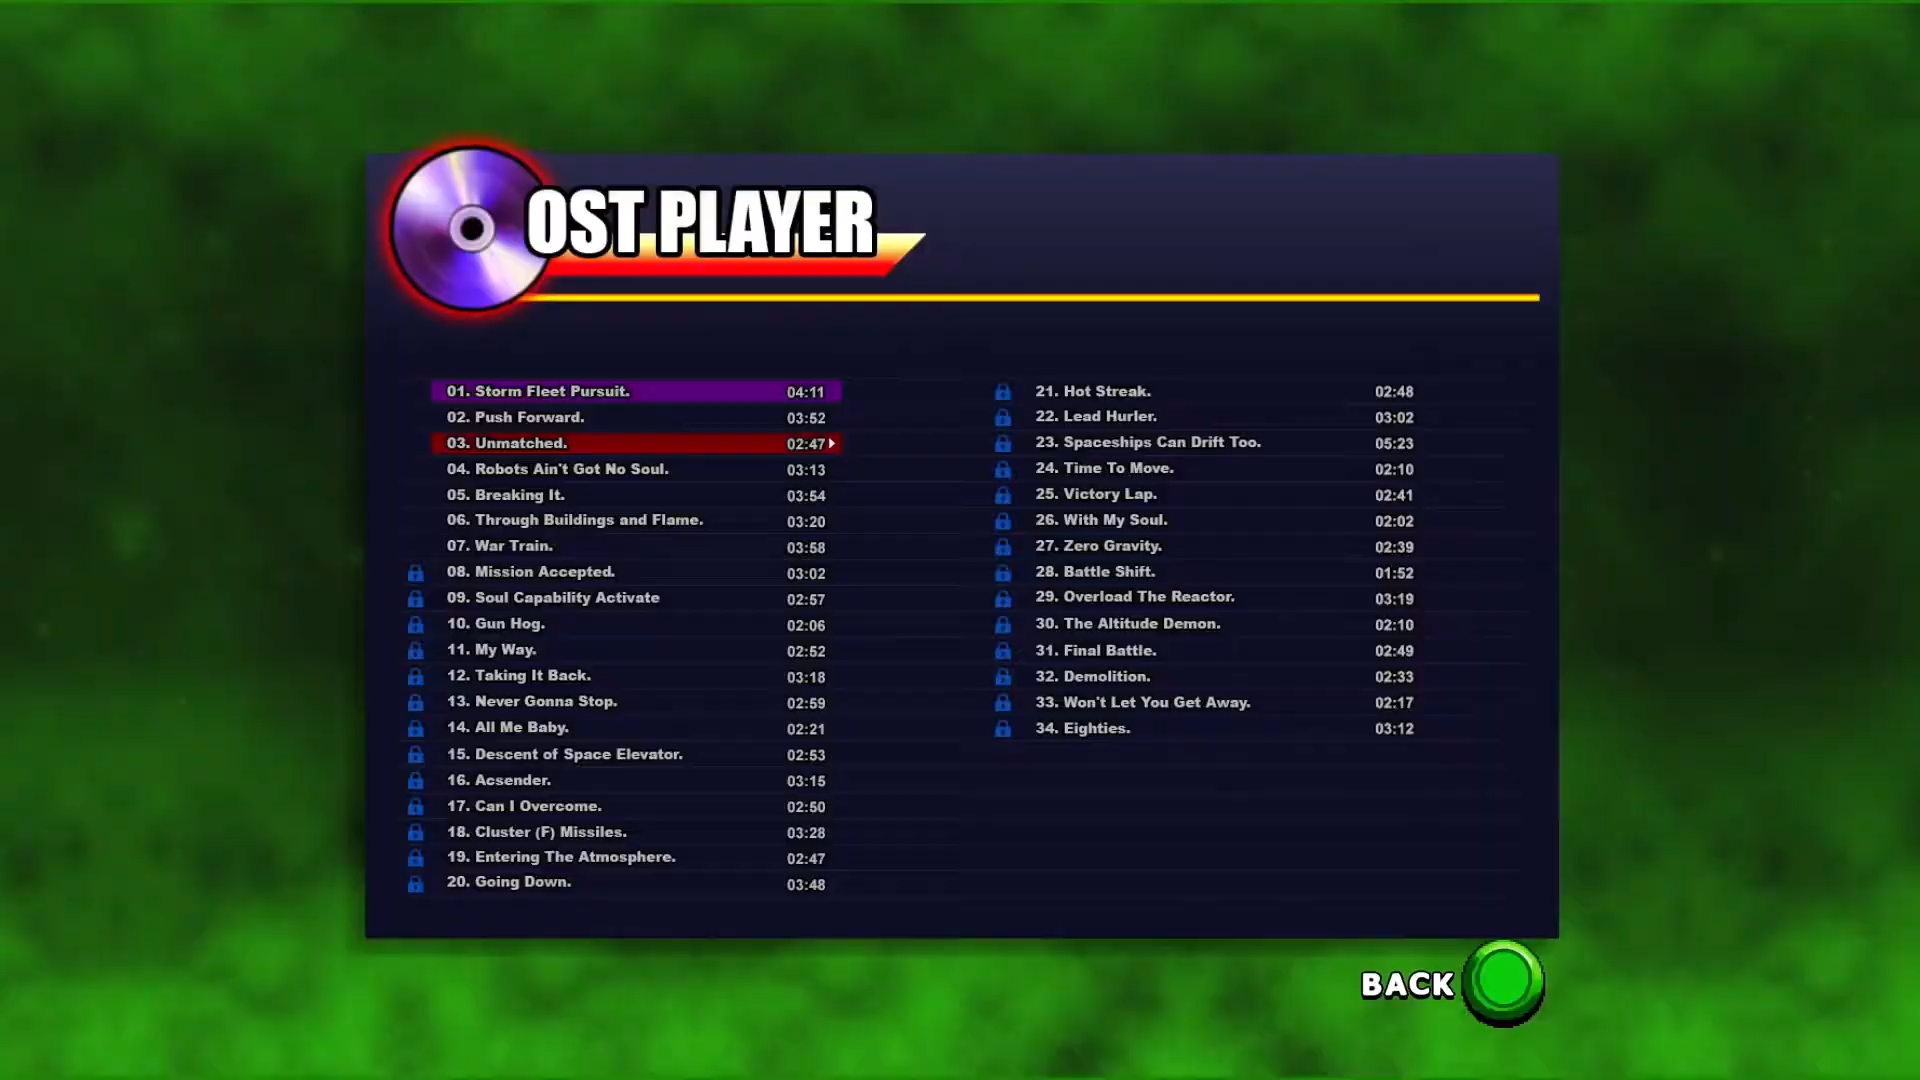 OST PLAYER
01. Storm Fleet Pursuit. 04:11
02. Push Forward. 03:52
03. Unmatched. 02:47
04. Robots Ain't Got No Soul. 03:13
05. Breaking It. 03:54
06. Through Buildings and Flame. 03:20
07. War Train. 03:58
08. Mission Accepted. 03:02
09. Soul Capability Activate 02:57
10. Gun Hog. 02:06
11. My Way. 02:52
12. Taking It Back. 03:18
13. Never Gonna Stop. 02:59
14. All Me Baby. 02:21
15. Descent of Space Elevator. 02:53
16. Acsender. 03:15
17. Can I Overcome. 02:50
18. Cluster (F) Missiles. 03:28
19. Entering The Atmosphere. 02:47
20. Going Down. 03:48
21. Hot Streak. 02:48
22. Lead Hurler. 03:02
23. Spaceships Can Drift Too. 05:23
24. Time To Move. 02:10
25. Victory Lap. 02:41
26. With My Soul. 02:02
27. Zero Gravity. 02:39
28. Battle Shift. 01:52
29. Overload The Reactor. 03:19
30. The Altitude Demon. 02:10
31. Final Battle. 02:49
32. Demolition. 02:33
33. Won't Let You Get Away. 02:17
34. Eighties. 03:12
BACK